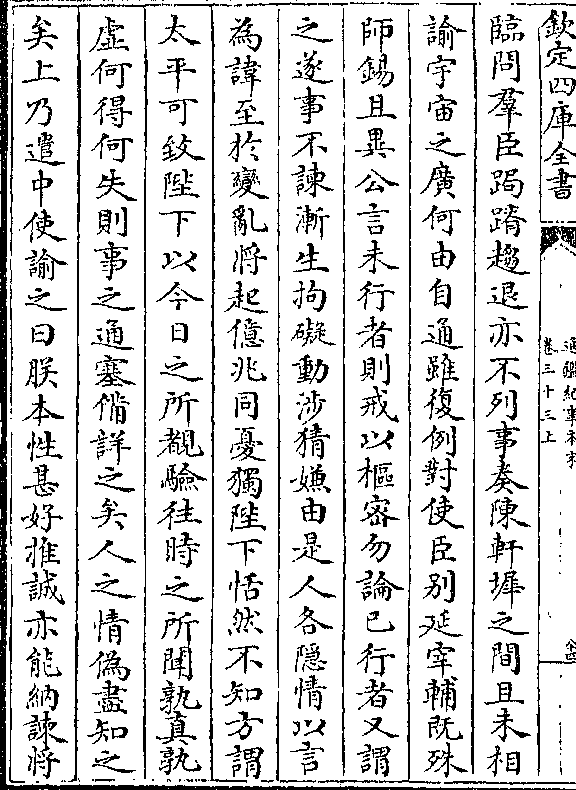 欽定四庫全書
通鑑紀事本末
卷三十三上
臨問羣臣跼蹐趨退亦不列事奏陳軒墀之間且未相
諭宇宙之廣何由自通雖復例對使臣别延宰輔既殊
師錫且異公言未行者則戒以樞密勿論已行者又謂
之遂事不諫漸生拘礙動涉猜嫌由是人各隱情以言
為諱至於變亂將起億兆同憂獨陛下恬然不知方謂
太平可致陛下以今日之所覩驗往時之所聞孰真孰
虛何得何失則事之通塞備詳之矣人之情偽盡知之
矣上乃遣中使諭之曰朕本性甚好推誠亦能納諫將